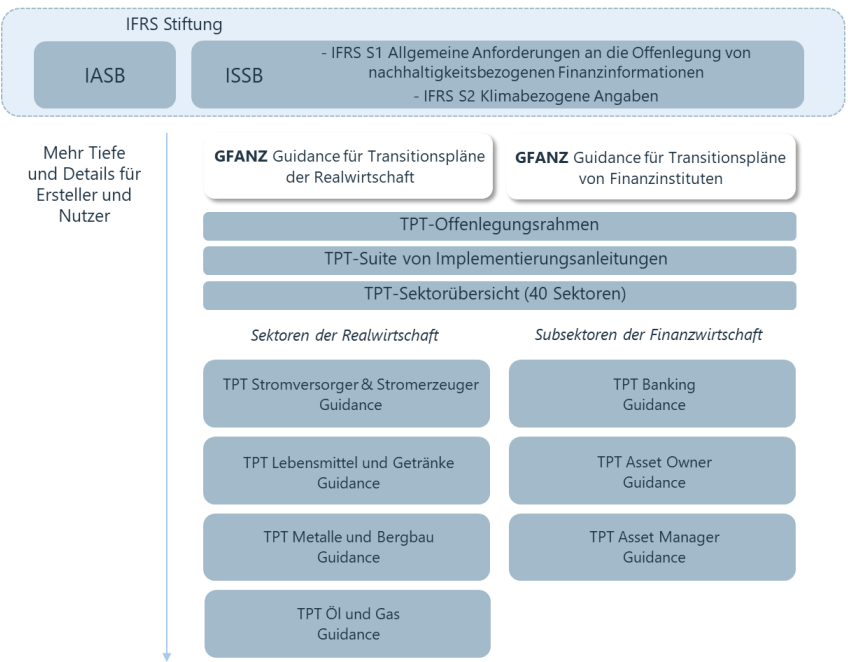 IFRS Stiftung
IASB
ISSB
- IFRS S1 Allgemeine Anforderungen an die Offenlegung von
nachhaltigkeitsbezogenen Finanzinformationen
- IFRS S2 Klimabezogene Angaben
Mehr Tiefe
und Details für
Ersteller und
Nutzer
GFANZ Guidance für Transitionspläne
der Realwirtschaft
GFANZ Guidance für Transitionspläne
von Finanzinstituten
TPT-Offenlegungsrahmen
TPT-Suite von Implementierungsanleitungen
TPT-Sektorübersicht (40 Sektoren)
Sektoren der Realwirtschaft
Subsektoren der Finanzwirtschaft
TPT Stromversorger & Stromerzeuger
Guidance
TPT Banking
Guidance
TPT Lebensmittel und Getränke
Guidance
TPT Asset Owner
Guidance
TPT Metalle und Bergbau
Guidance
TPT Asset Manager
Guidance
TPT Öl und Gas
Guidance